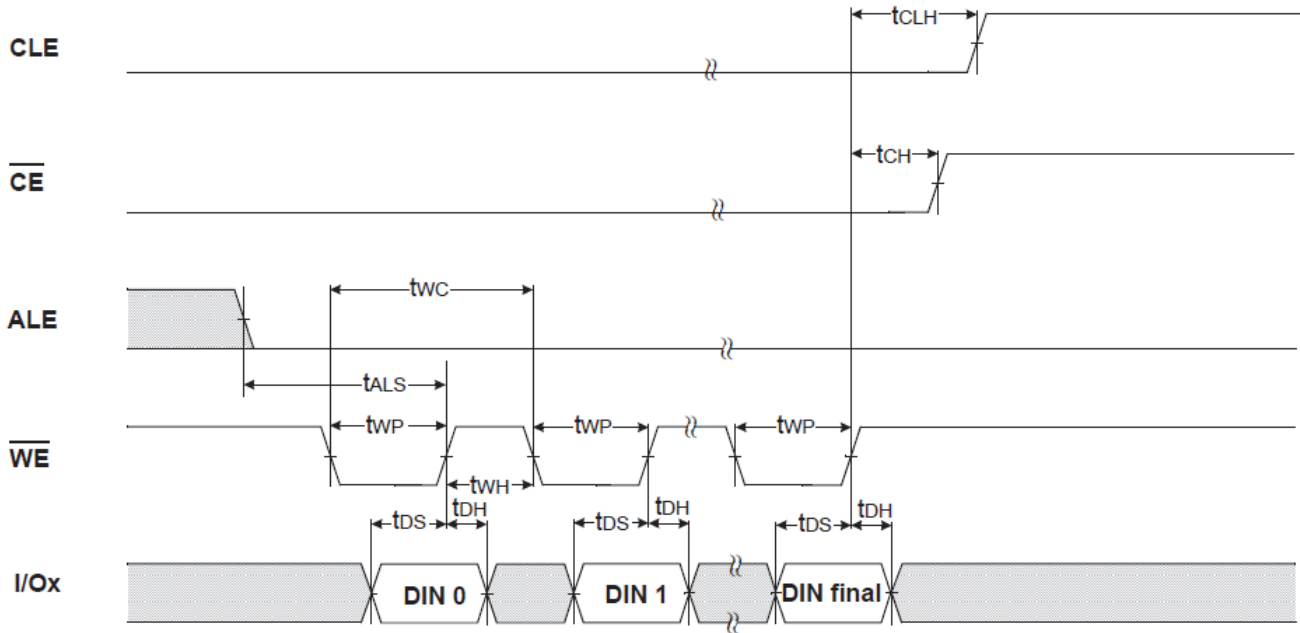 CLE
tCLH
CE
tCH
ALE
tWC
tALS
WE
tWP
tWP
tWP
tWH
tDS
tDH
tDS
tDH
tDS
tDH
I/Ox
DIN 0
DIN 1
DIN final